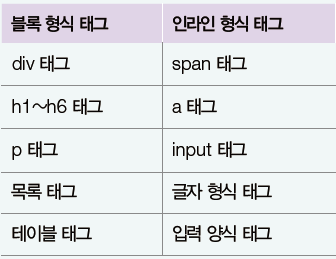 블록 형식 태그 인라인 형식 태그
div 태그 span 태그
h1~h6 태그 a 태그
p 태그 input 태그
목록 태그 글자 형식 태그
테이블 태그 입력 양식 태그